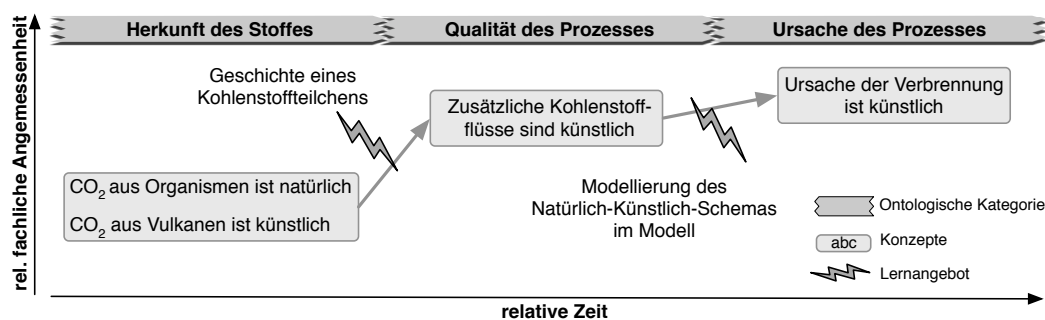 Herkunft des Stoffes
Qualität des Prozesses
Ursache des Prozesses
rel. fachliche Angemessenheit
Geschichte eines
Kohlenstoffteilchens
Zusätzliche Kohlenstoff-
flüsse sind künstlich
Ursache der Verbrennung
ist künstlich
CO2 aus Organismen ist natürlich
CO2 aus Vulkanen ist künstlich
Modellierung des
Natürlich-Künstlich-Schemas
im Modell
Ontologische Kategorie
abc Konzepte
Lernangebot
relative Zeit